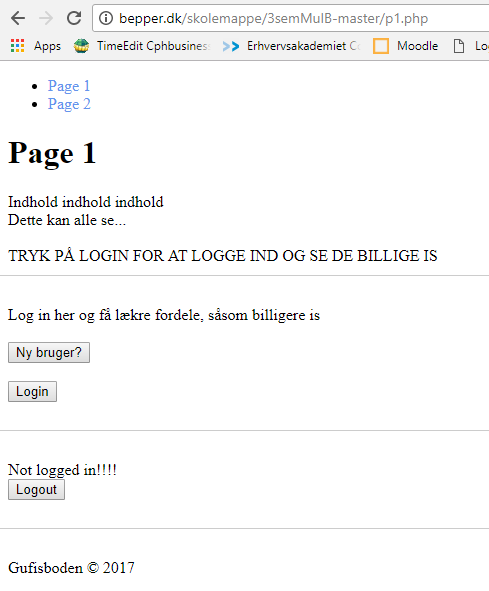 bepper.dk/skolemappe/3semMulB-master/p1.php
Apps TimeEdit Cphbusines Erhvervsakademiet C Moodle Lo
Page 1
Page 2
Page 1
Indhold indhold indhold
Dette kan alle se...
TRYK PÅ LOGIN FOR AT LOGGE IND OG SE DE BILLIGE IS
Log in her og få lækre fordele, såsom billigere is
Ny bruger?
Login
Not logged in!!!!
Logout
Gufisboden © 2017